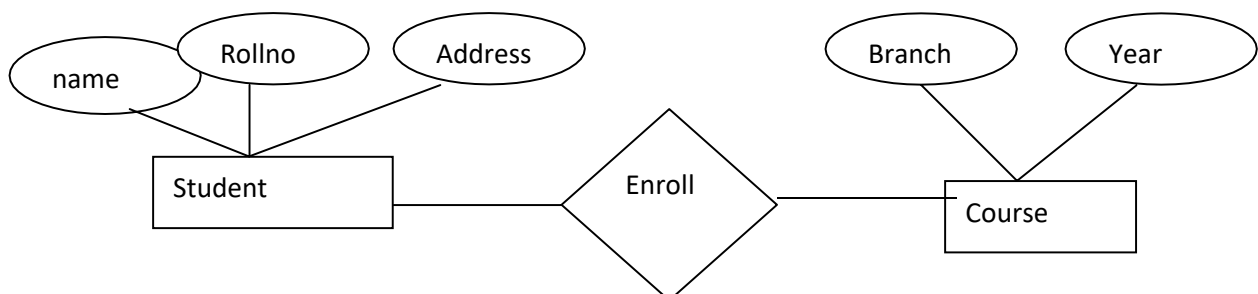 name
Rollno
Address
Branch
Year
Student
Enroll
Course